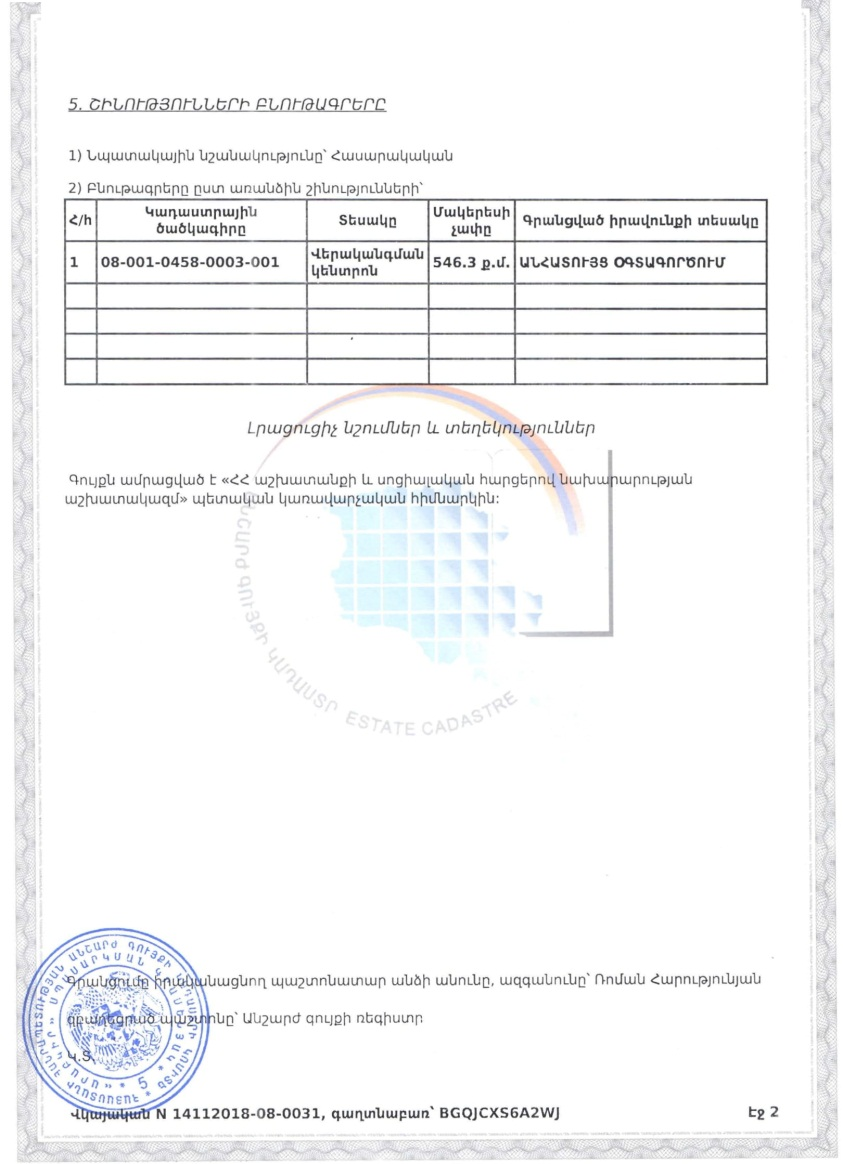 5. ՇԻՆՈՒԹՅՈՒՆՆԵՐԻ ԲՆՈՒԹԱԳՐԵՐԸ
1) Նպատակային նշանակությունը՝ Հասարակական
2) Բնութագրերը ըստ առանձին շինությունների՝
Հ/հ Կադաստրային ծածկագիրը Տեսակը Մակերեսի չափը Գրանցված իրավունքի տեսակը
1 08-001-0458-0003-001 Վերականգման կենտրոն 546.3 ք.մ. ԱՆՀԱՏՈՒՅՑ ՕԳՏԱԳՈՐԾՈՒՄ
Լրացուցիչ նշումներ և տեղեկություններ
Գույքն ամրացված է «ՀՀ աշխատանքի և սոցիալական հարցերով նախարարության
աշխատակազմ» պետական կառավարչական հիմնարկին:
ԳՈՒՅՔԻ ԿԱԴԱՍՏՐ ESTATE CADASTRE
Գրանցումը իրականացնող պաշտոնատար անձի անունը, ազգանունը՝ Ռոման Հարությունյան
զբաղեցրած պաշտոնը՝ Անշարժ գույքի ռեգիստր
Կ.Տ.
Վկայական N 14112018-08-0031, գաղտնաբառ՝ BGQJCXS6A2WJ
Էջ 2